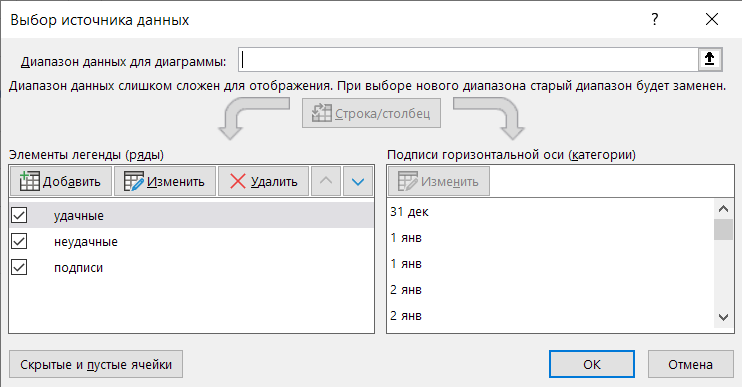 Выбор источника данных
?
Диапазон данных для диаграммы:
Диапазон данных слишком сложен для отображения. При выборе нового диапазона старый диапазон будет заменен.
Строка/столбец
Элементы легенды (ряды)
Подписи горизонтальной оси (категории)
Добавить Изменить Удалить
Изменить
удачные
неудачные
подписи
31 дек
1 янв
1 янв
2 янв
2 янв
Скрытые и пустые ячейки
ОК Отмена